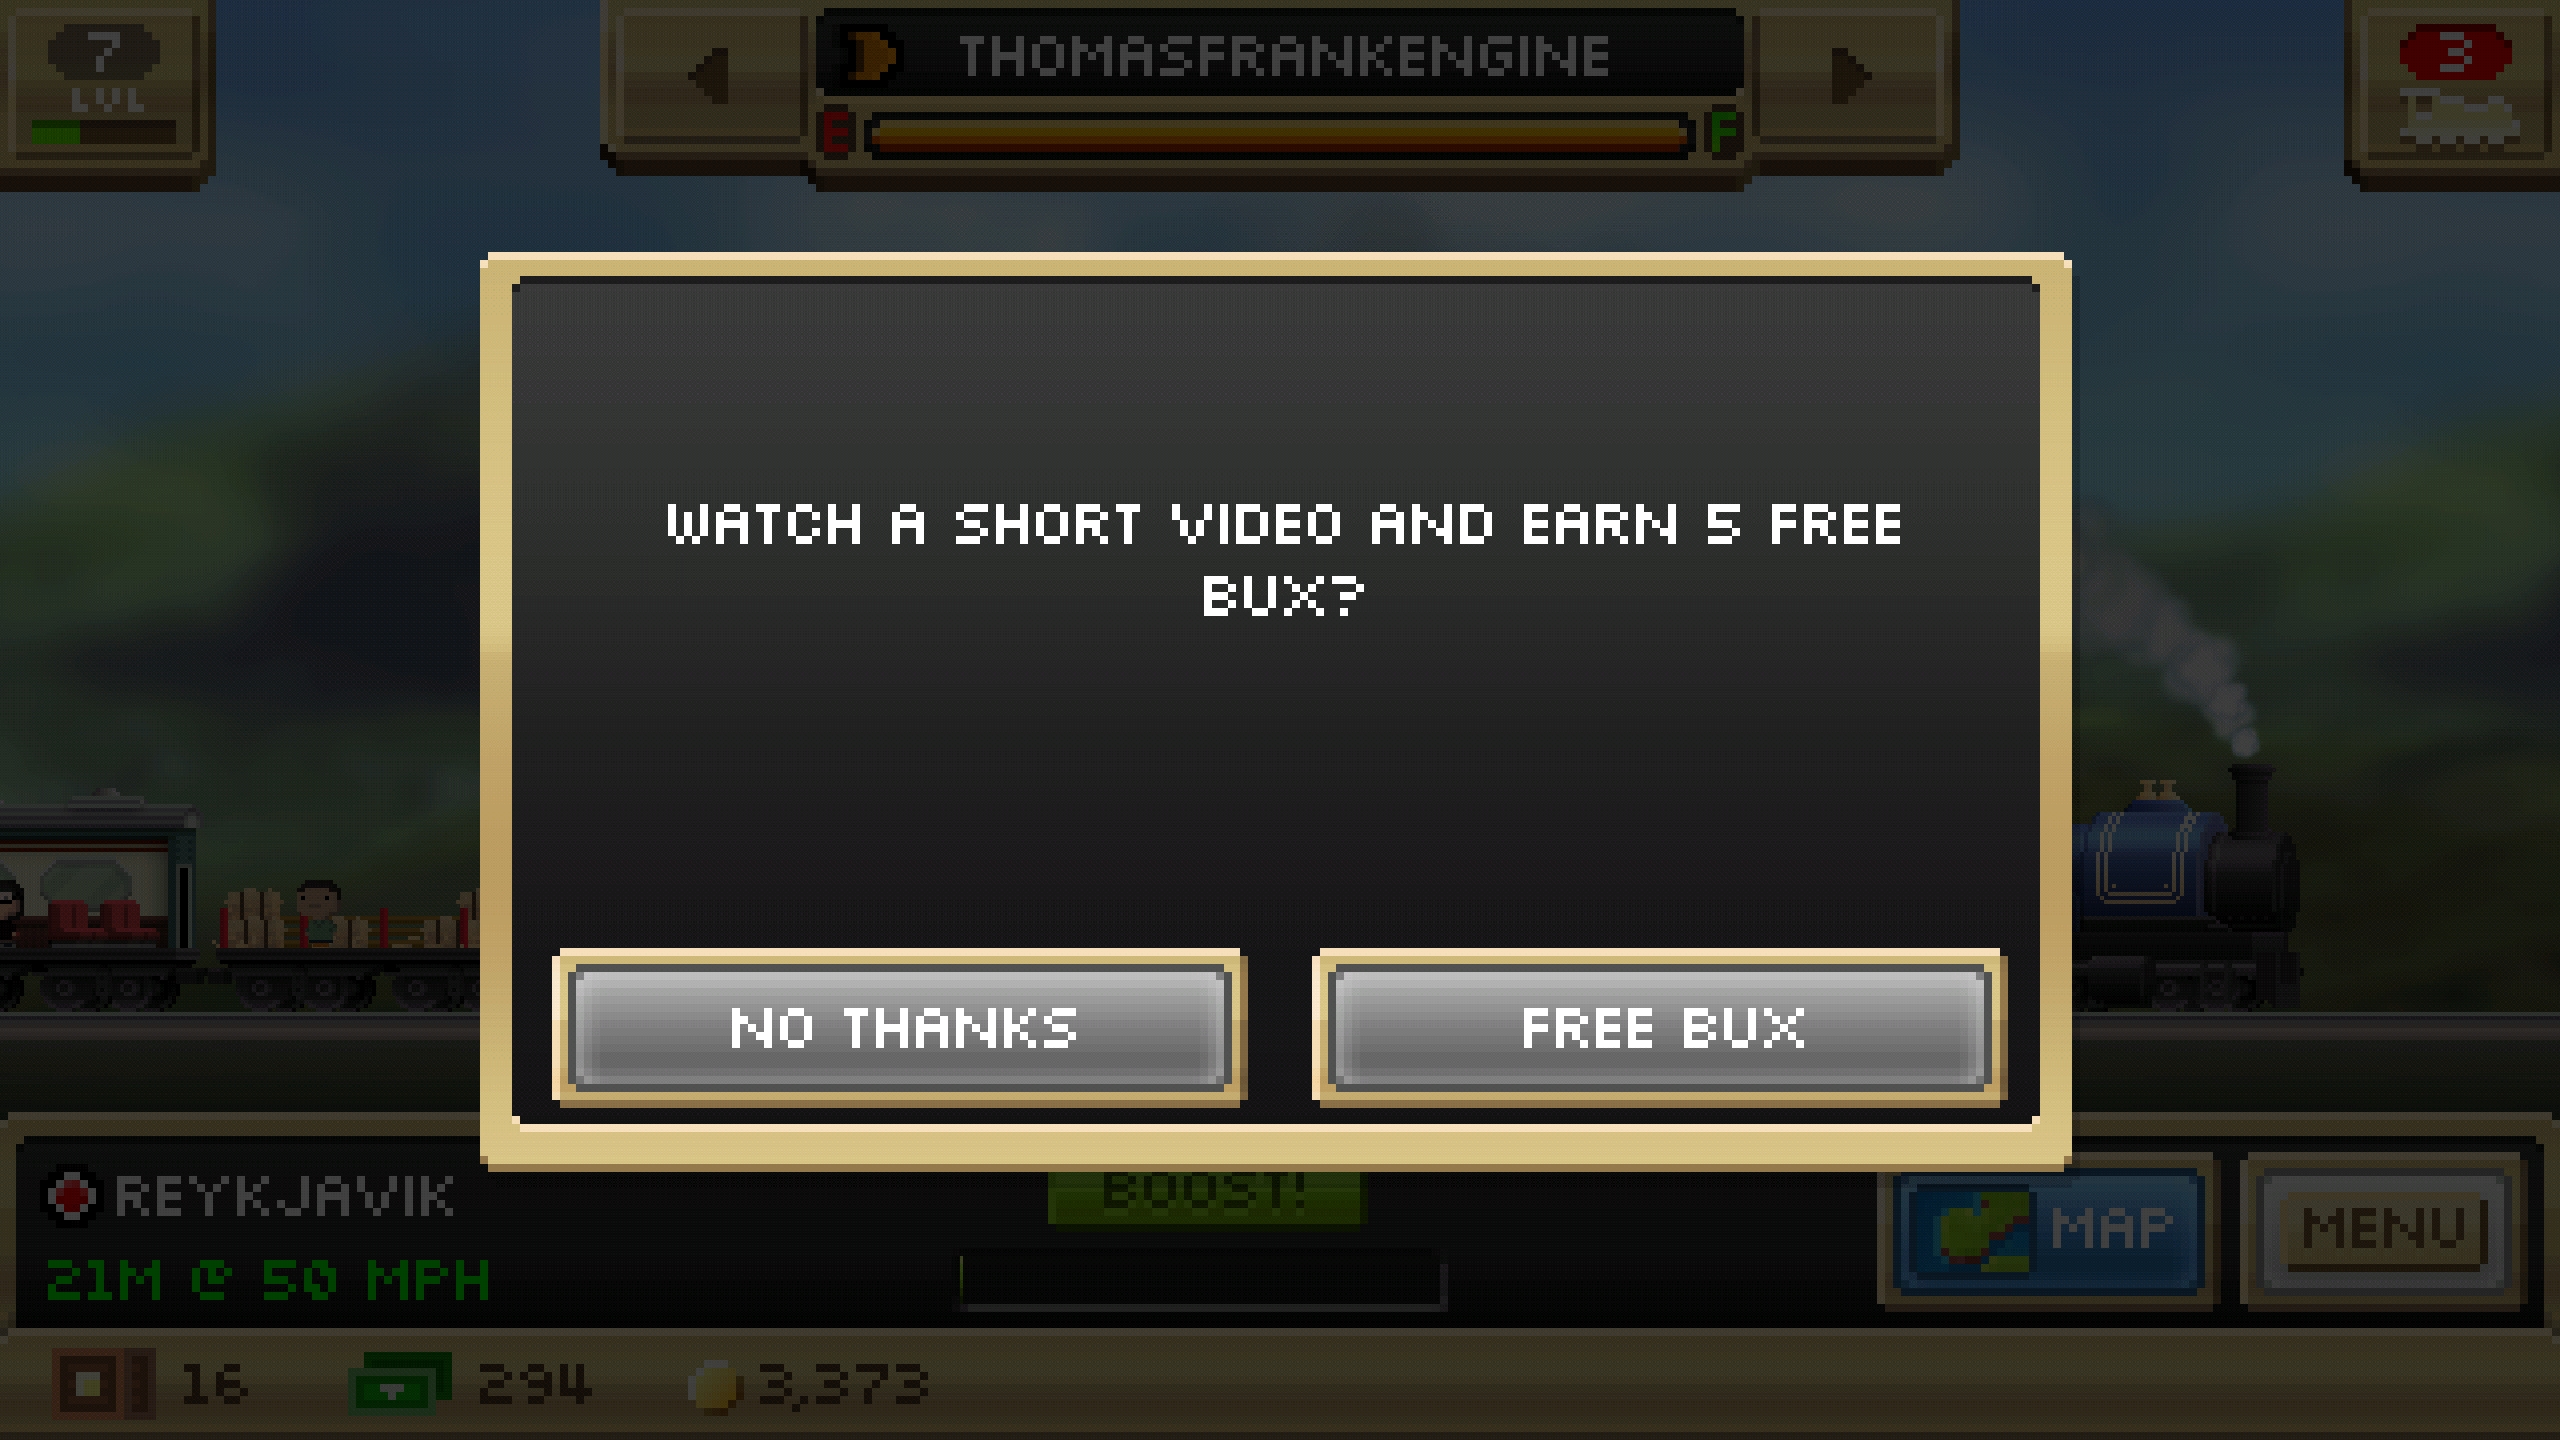 7
LVL
THOMASFRANKENGINE
E
F
3
WATCH A SHORT VIDEO AND EARN 5 FREE
BUX?
NO THANKS
FREE BUX
REYKJAVIK
21M @ 50 MPH
BOOST!
MAP
MENU
16
294
3,373